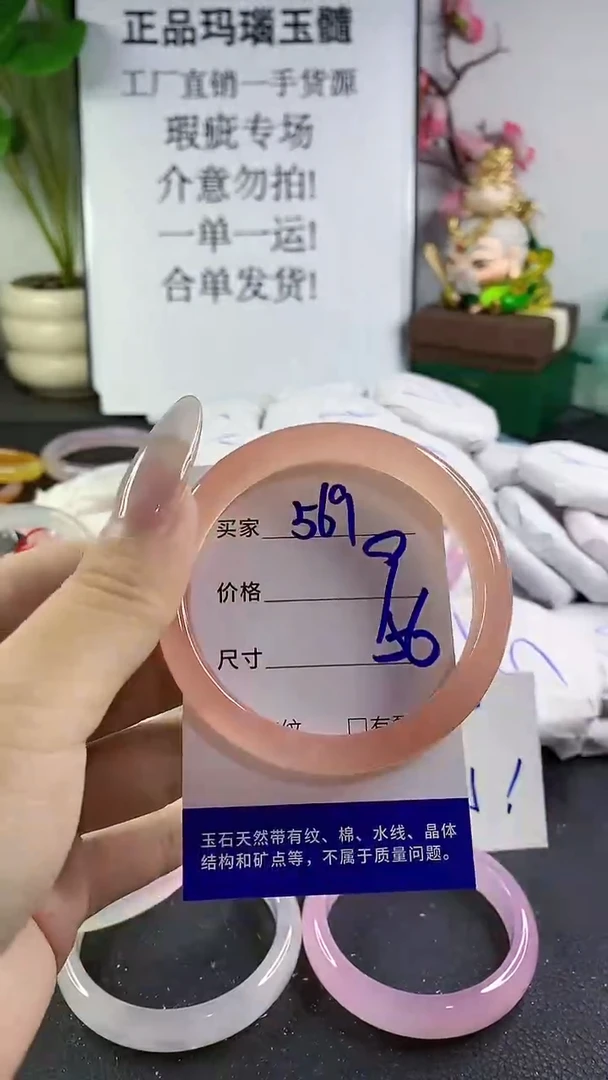 正品玛瑙玉髓
工厂直销一手货源
瑕疵专场
介意勿拍!
一单一运!
合单发货!
买家 569
价格 9
尺寸 56
纹 □有
玉石天然带有纹、棉、水线、晶体
结构和矿点等，不属于质量问题。
!